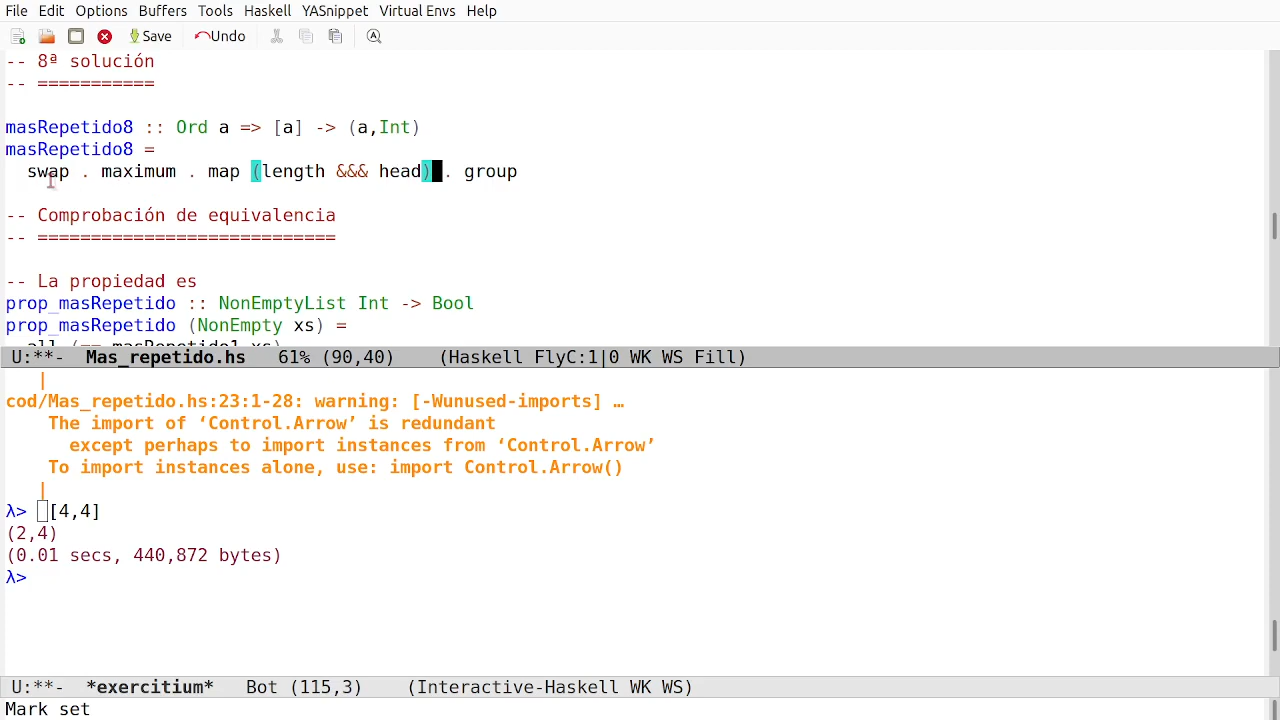 File Edit Options Buffers Tools Haskell YASnippet Virtual Envs Help
Save Undo
-- 8ª solución
-- ===========
masRepetido8 :: Ord a => [a] -> (a,Int)
masRepetido8 =
swap . maximum . map (length &&& head) . group
-- Comprobación de equivalencia
-- ============================
-- La propiedad es
prop_masRepetido :: NonEmptyList Int -> Bool
prop_masRepetido (NonEmpty xs) =
all (== masRepetido1 xs)
U:**- Mas_repetido.hs 61% (90,40) (Haskell FlyC:1|0 WK WS Fill)
|
cod/Mas_repetido.hs:23:1-28: warning: [-Wunused-imports] …
The import of ‘Control.Arrow’ is redundant
except perhaps to import instances from ‘Control.Arrow’
To import instances alone, use: import Control.Arrow()
|
λ> [4,4]
(2,4)
(0.01 secs, 440,872 bytes)
λ>
U:**- *exercitium* Bot (115,3) (Interactive-Haskell WK WS)
Mark set